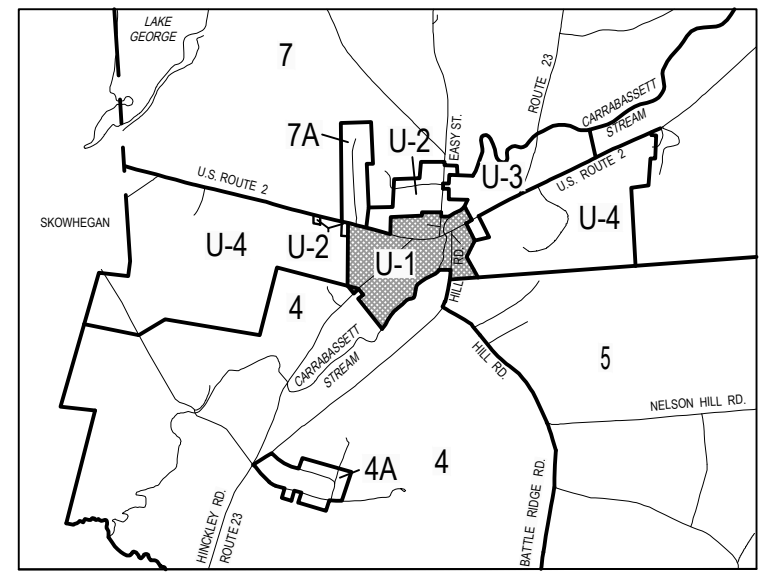 LAKE
GEORGE
7
ROUTE 23
CARRABASSETT
STREAM
7A
U-2
EASY ST.
U-3
U.S. ROUTE 2
U.S. ROUTE 2
SKOWHEGAN
U-4
U-2
U-1
HILL RD.
U-4
4
CARRABASSETT
STREAM
HILL RD.
5
NELSON HILL RD.
4A
4
HINCKLEY RD.
ROUTE 23
BATTLE RIDGE RD.